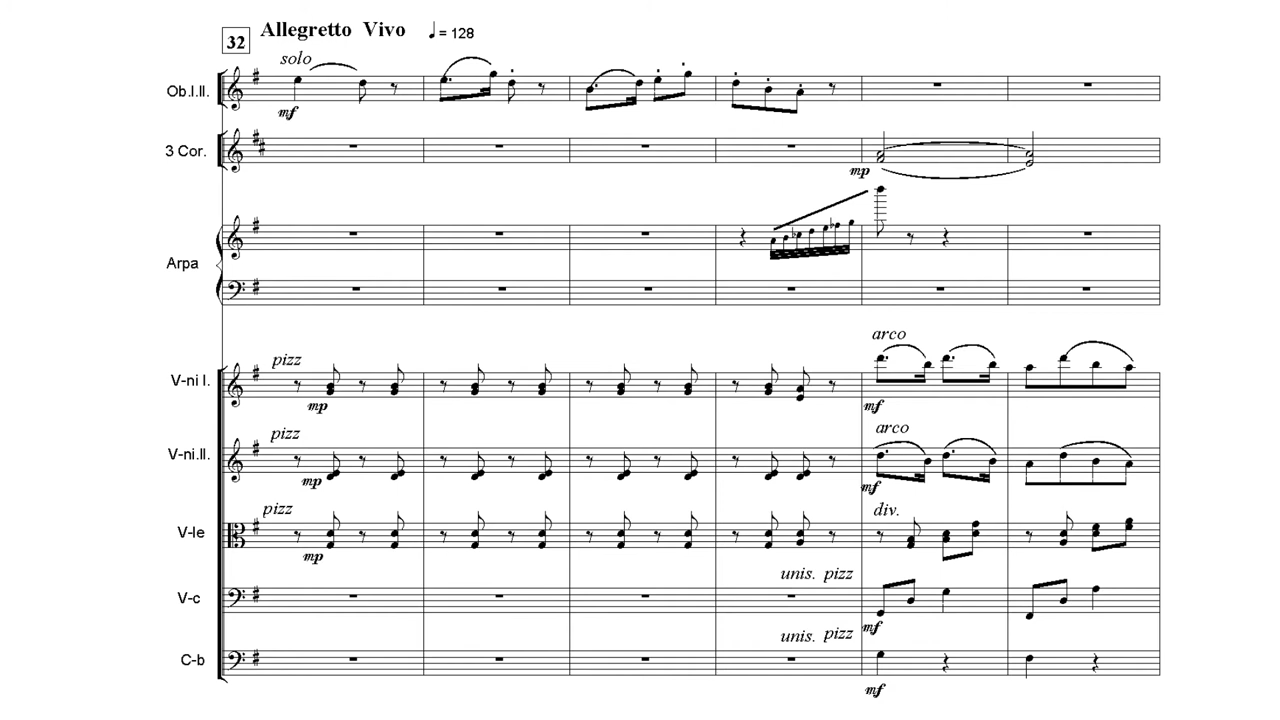 32 Allegretto Vivo ♩= 128
solo
Ob.I.II.
mf
3 Cor.
mp
Arpa
arco
pizz
V-ni I.
mp
mf
pizz
arco
V-ni.II.
mp
mf
pizz
div.
V-le
mp
unis. pizz
V-c
mf
unis. pizz
C-b
mf